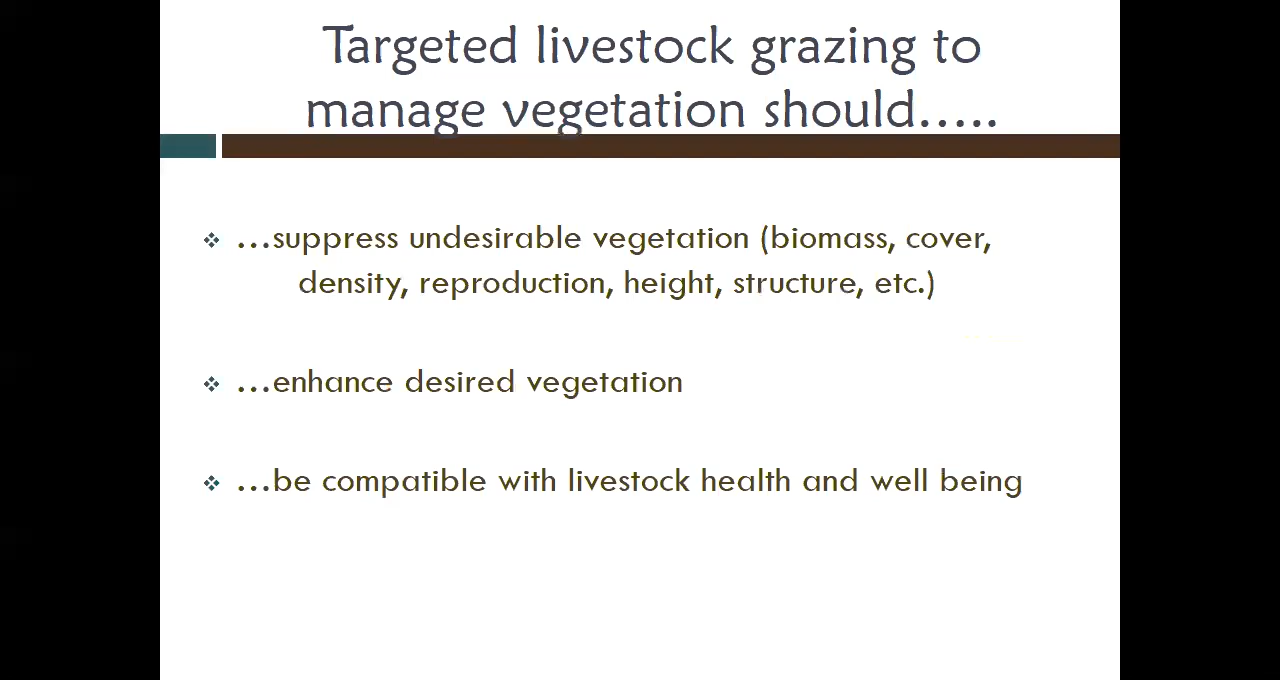 Targeted livestock grazing to
manage vegetation should…..
…suppress undesirable vegetation (biomass, cover,
density, reproduction, height, structure, etc.)
…enhance desired vegetation
…be compatible with livestock health and well being